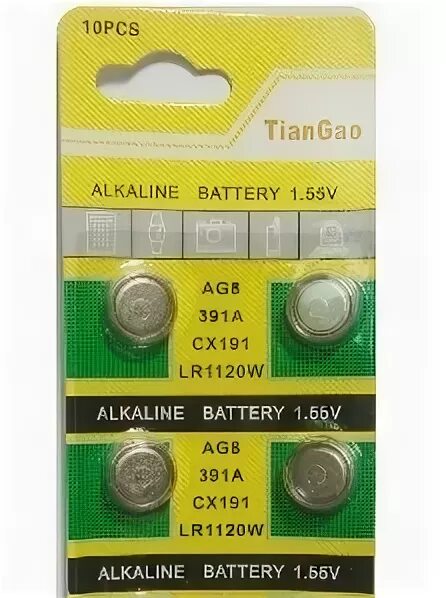 10PCS
TianGao
ALKALINE BATTERY 1.55V
AG8
391A
CX191
LR1120W
ALKALINE BATTERY 1.55V
AG8
391A
CX191
LR1120W
ALKALINE BATTERY 1.55V